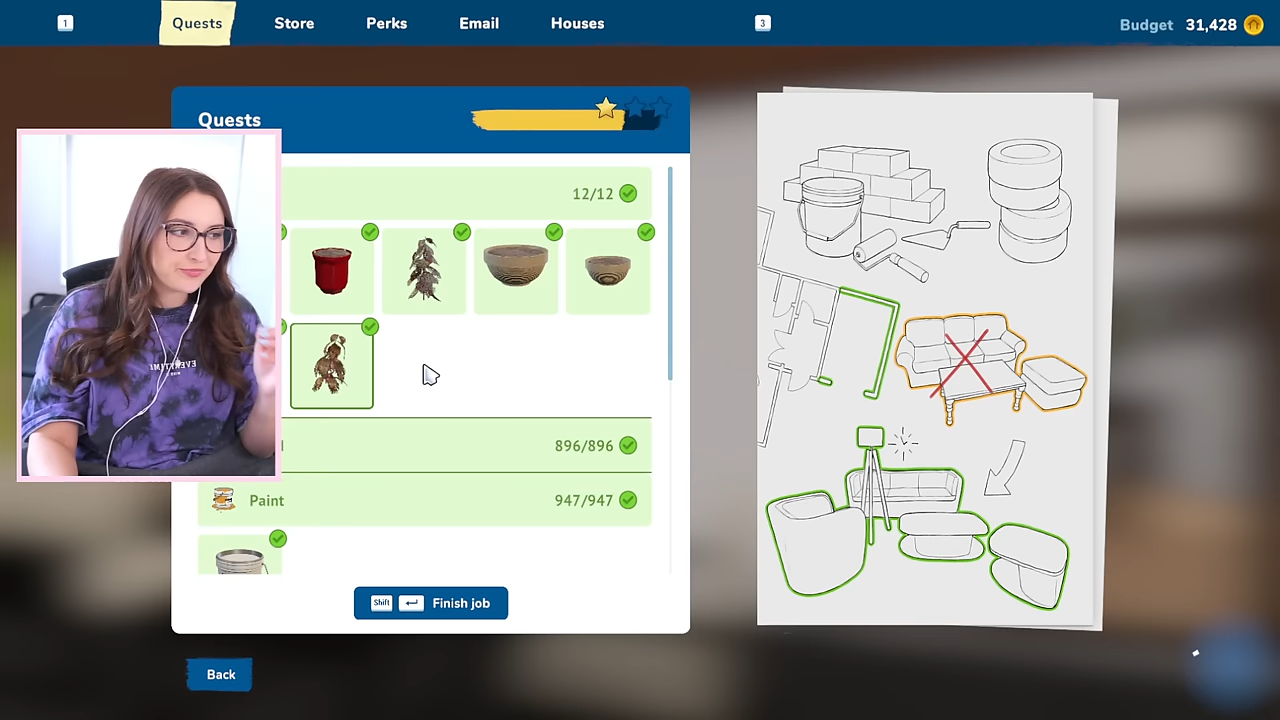 1
Quests
Store
Perks
Email
Houses
3
Budget 31,428
Quests
12/12
896/896
Paint
947/947
Shift
Finish job
Back